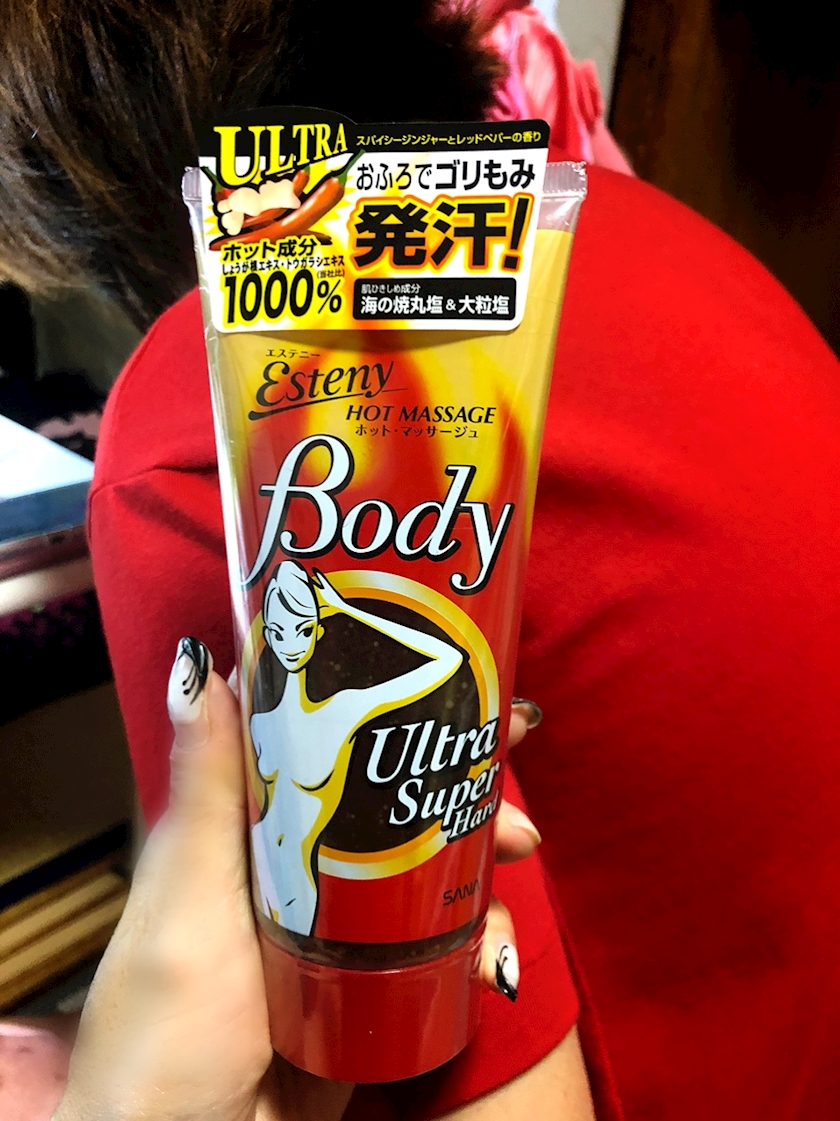 ULTRA
スパイシージンジャーとレッドペパーの香り
おふろでゴリもみ
発汗!
ホット成分
しょうが根エキス・トウガラシエキス
(当社比)
1000%
肌ひきしめ成分
海の焼丸塩&大粒塩
エステニー
Esteny
HOT MASSAGE
ホット・マッサージュ
Body
Ultra
Super
Hard
SANA